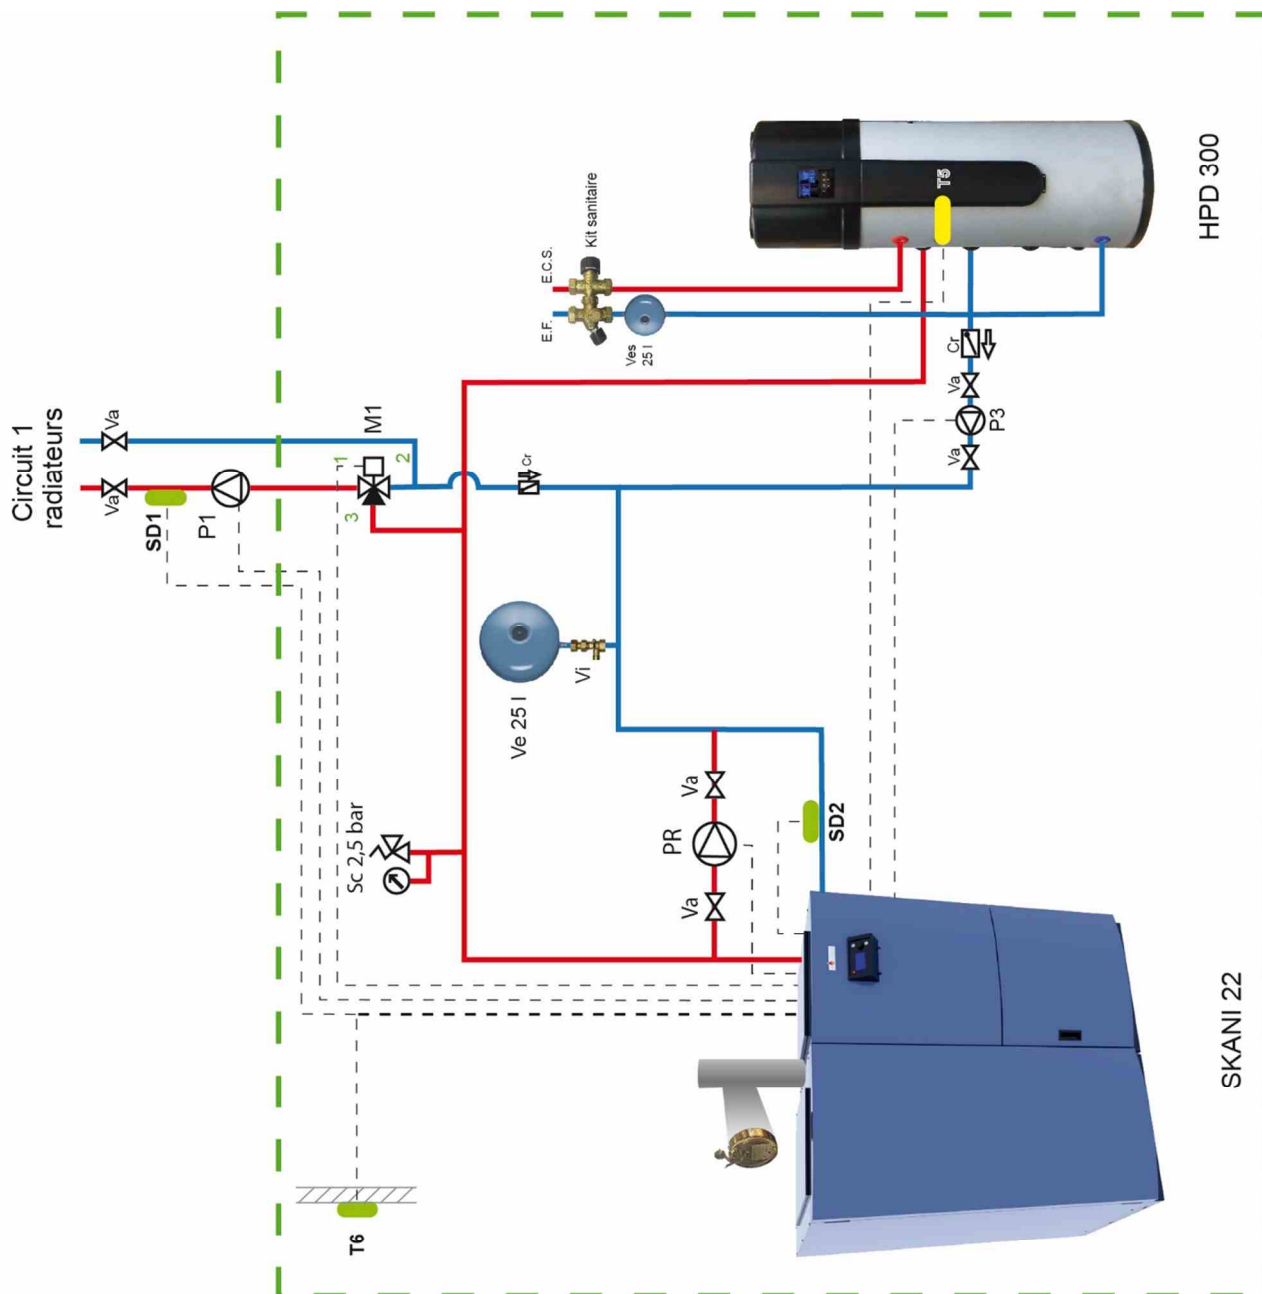 Circuit 1
radiateurs
Va
Va
SD1
P1
M1
1
2
3
Cr
E.C.S.
E.F.
Kit sanitaire
Ves
25 l
T5
HPD 300
Cr
Va
P3
Va
Ve 25 l
Vi
Sc 2,5 bar
Va
PR
Va
SD2
SKANI 22
T6